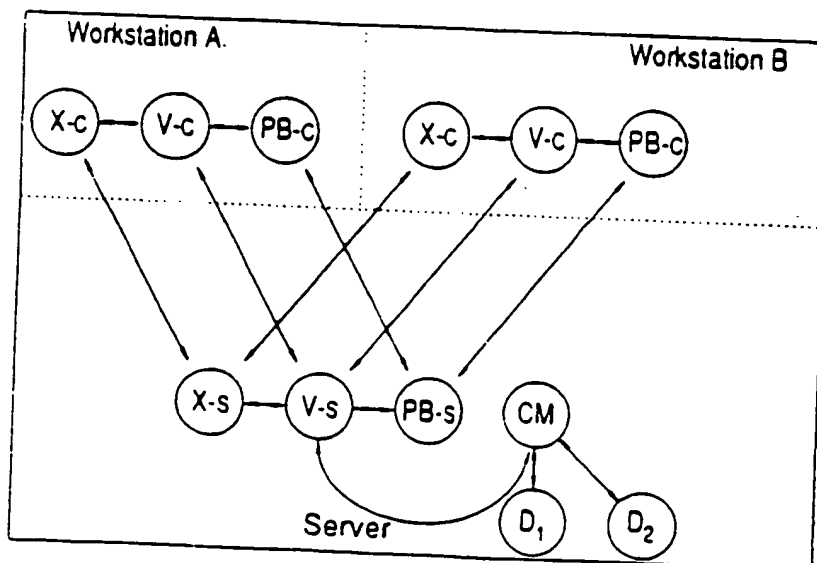 Workstation A.
Workstation B
X-c V-c PB-c
X-c V-c PB-c
X-s V-s PB-s CM
Server
D1 D2